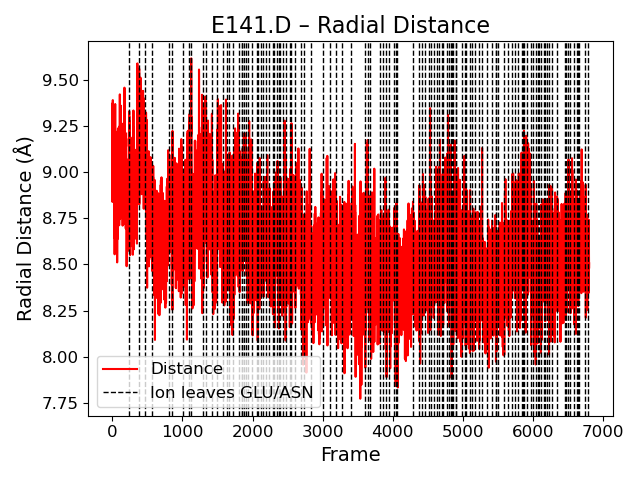 E141.D – Radial Distance
Radial Distance (Å)
9.50
9.25
9.00
8.75
8.50
8.25
8.00
7.75
Distance
Ion leaves GLU/ASN
0 1000 2000 3000 4000 5000 6000 7000
Frame